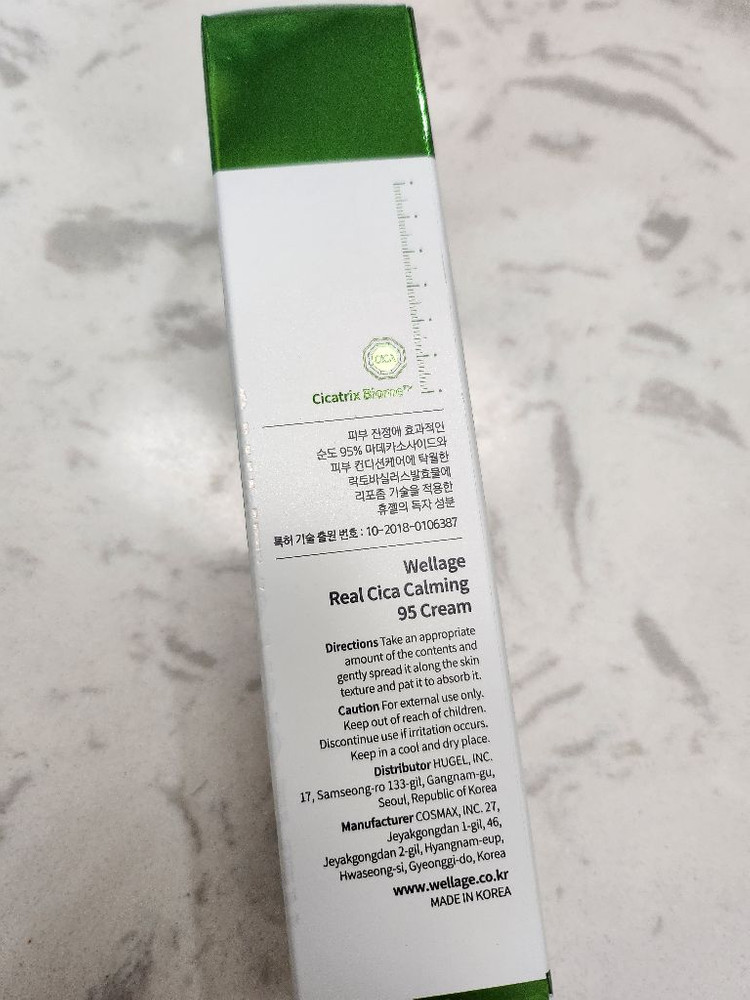 CICA
Cicatrix Biome™
피부 진정에 효과적인
순도 95% 마데카소사이드와
피부 컨디션케어에 탁월한
락토바실러스발효물에
리포좀 기술을 적용한
휴젤의 독자 성분
특허 기술 출원 번호 : 10-2018-0106387
Wellage
Real Cica Calming
95 Cream
Directions Take an appropriate
amount of the contents and
gently spread it along the skin
texture and pat it to absorb it.
Caution For external use only.
Keep out of reach of children.
Discontinue use if irritation occurs.
Keep in a cool and dry place.
Distributor HUGEL, INC.
17, Samseong-ro 133-gil, Gangnam-gu,
Seoul, Republic of Korea
Manufacturer COSMAX, INC. 27,
Jeyakgongdan 1-gil, 46,
Jeyakgongdan 2-gil, Hyangnam-eup,
Hwaseong-si, Gyeonggi-do, Korea
www.wellage.co.kr
MADE IN KOREA